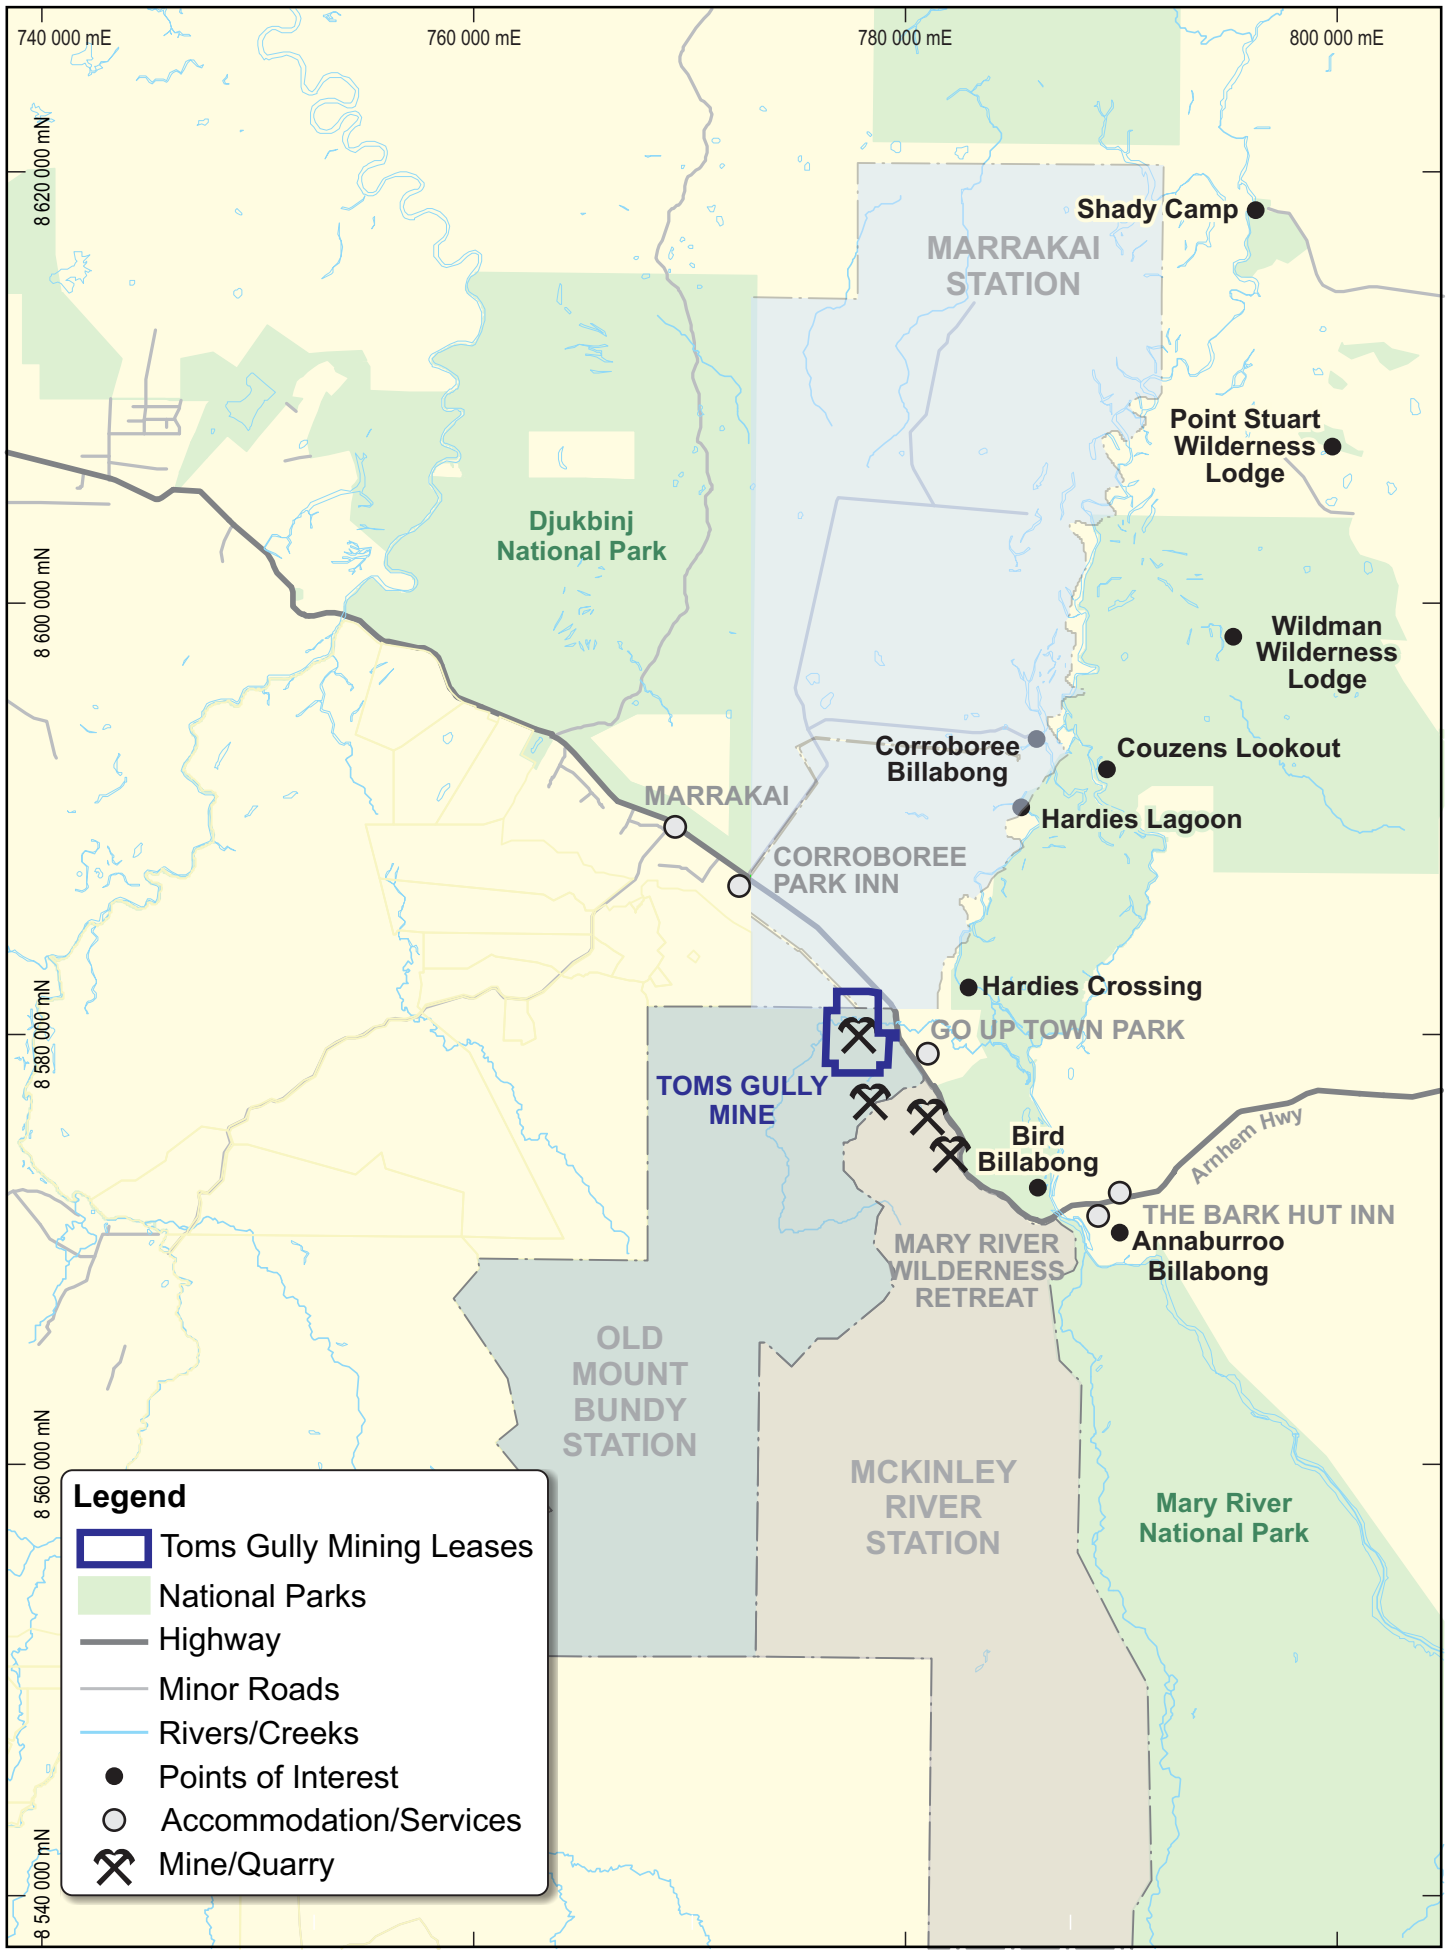 740 000 mE
760 000 mE
780 000 mE
800 000 mE
8 620 000 mN
Shady Camp
MARRAKAI
STATION
Point Stuart
Wilderness
Lodge
Djukbinj
National Park
8 600 000 mN
Wildman
Wilderness
Lodge
Corroboree
Billabong
Couzens Lookout
MARRAKAI
Hardies Lagoon
CORROBOREE
PARK INN
Hardies Crossing
8 580 000 mN
GO UP TOWN PARK
TOMS GULLY
MINE
Bird
Billabong
Arnhem Hwy
THE BARK HUT INN
Annaburroo
Billabong
MARY RIVER
WILDERNESS
RETREAT
OLD
MOUNT
BUNDY
STATION
8 560 000 mN
MCKINLEY
RIVER
STATION
Mary River
National Park
Legend
Toms Gully Mining Leases
National Parks
Highway
Minor Roads
Rivers/Creeks
Points of Interest
Accommodation/Services
Mine/Quarry
8 540 000 mN